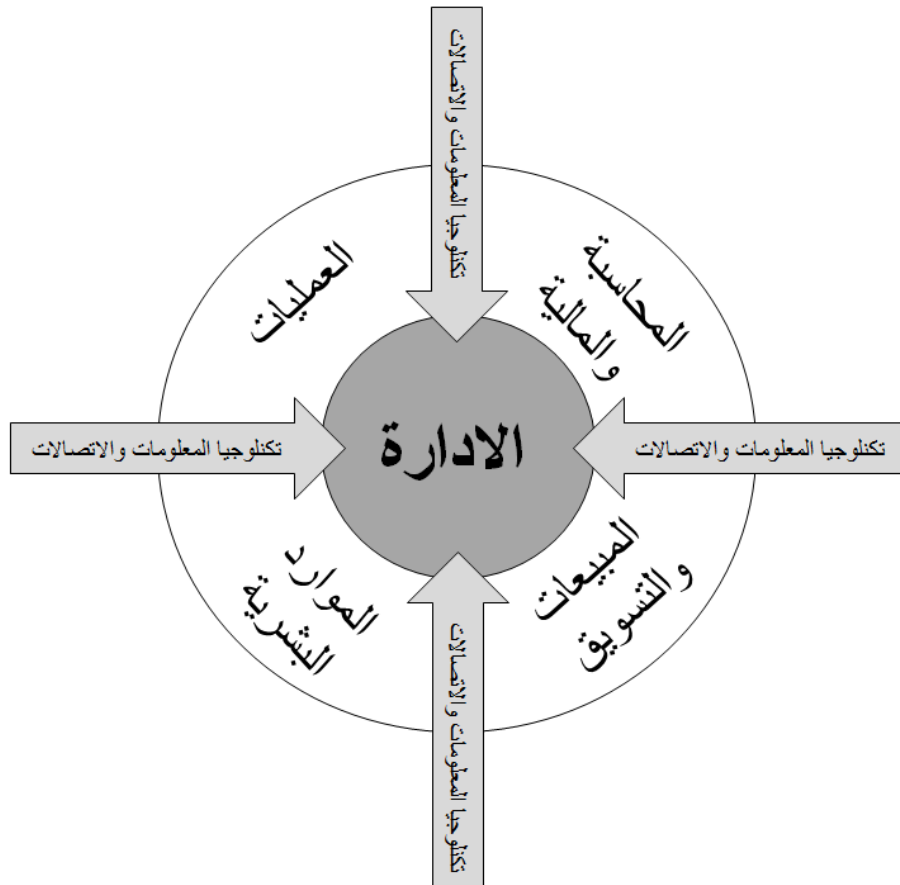 تكنلوجيا المعلومات والاتصالات
المحاسبة
والمالية
العمليات
تكنلوجيا المعلومات والاتصالات
الادارة
تكنلوجيا المعلومات والاتصالات
المبيعات
والتسويق
الموارد
البشرية
تكنلوجيا المعلومات والاتصالات